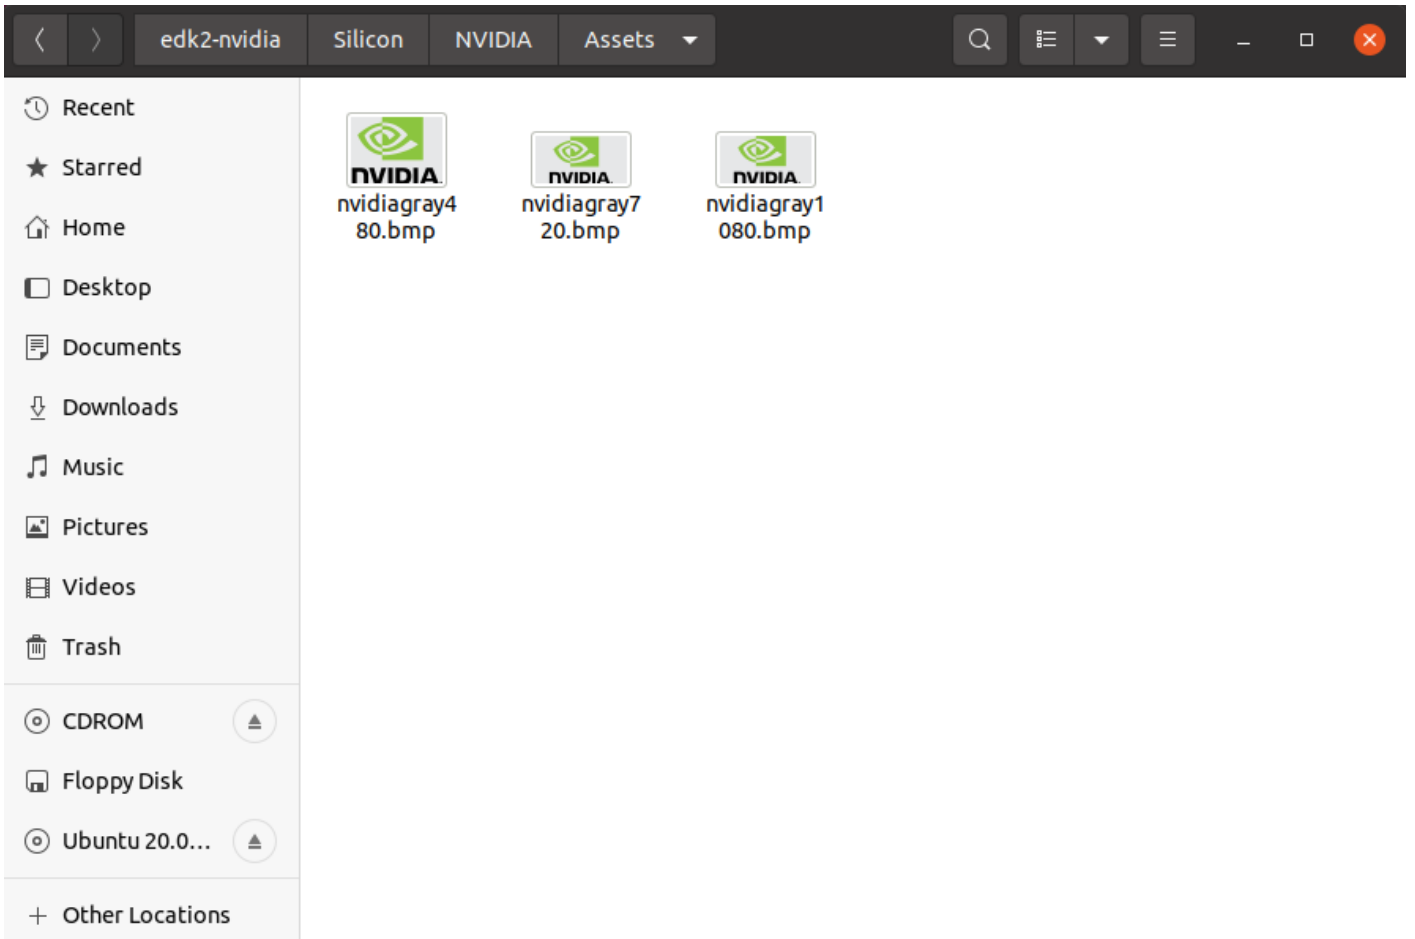 edk2-nvidia Silicon NVIDIA Assets
Recent
Starred
Home
Desktop
Documents
Downloads
Music
Pictures
Videos
Trash
CDROM
Floppy Disk
Ubuntu 20.0...
Other Locations
NVIDIA.
nvidiagray4
80.bmp
NVIDIA.
nvidiagray7
20.bmp
NVIDIA.
nvidiagray1
080.bmp